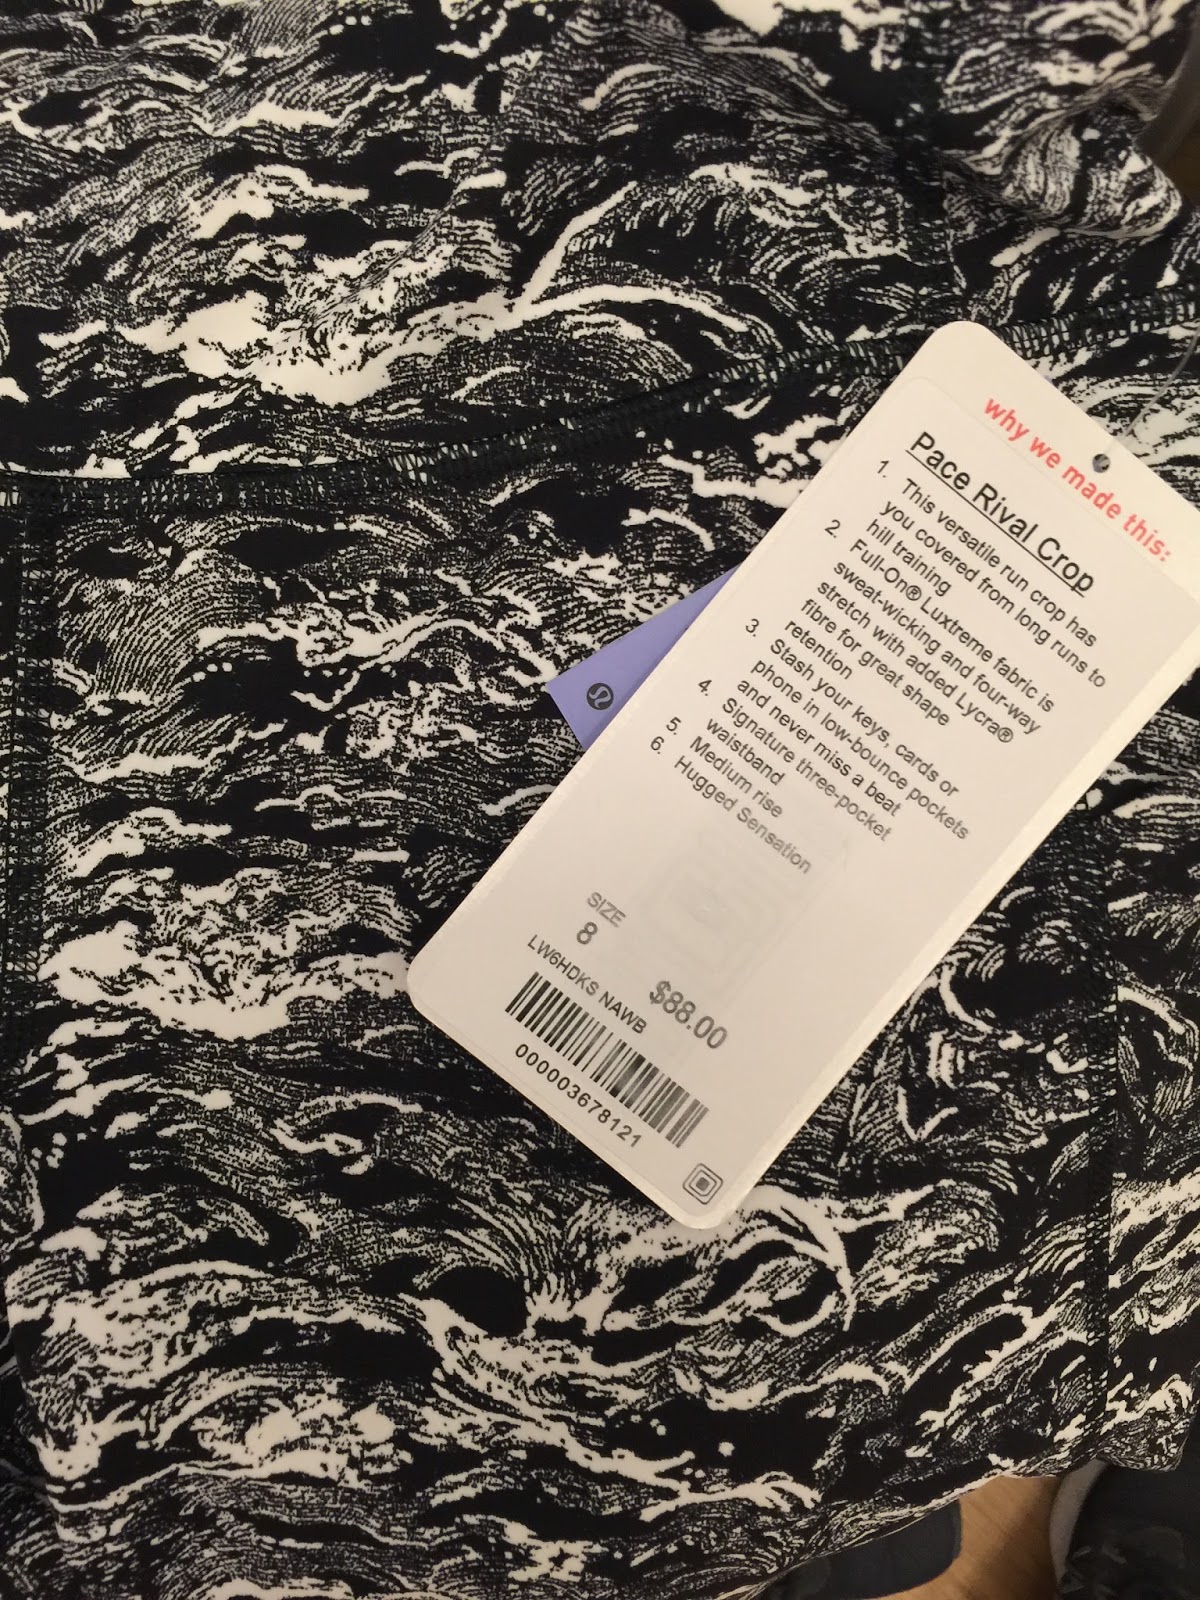 why we made this:
Pace Rival Crop
1. This versatile run crop has
you covered from long runs to
hill training
2. Full-On® Luxtreme fabric is
sweat-wicking and four-way
stretch with added Lycra®
fibre for great shape
retention
3. Stash your keys, cards or
phone in low-bounce pockets
and never miss a beat
4. Signature three-pocket
waistband
5. Medium rise
6. Hugged Sensation
SIZE
8
$88.00
LW6HDKS NAWB
000003678121